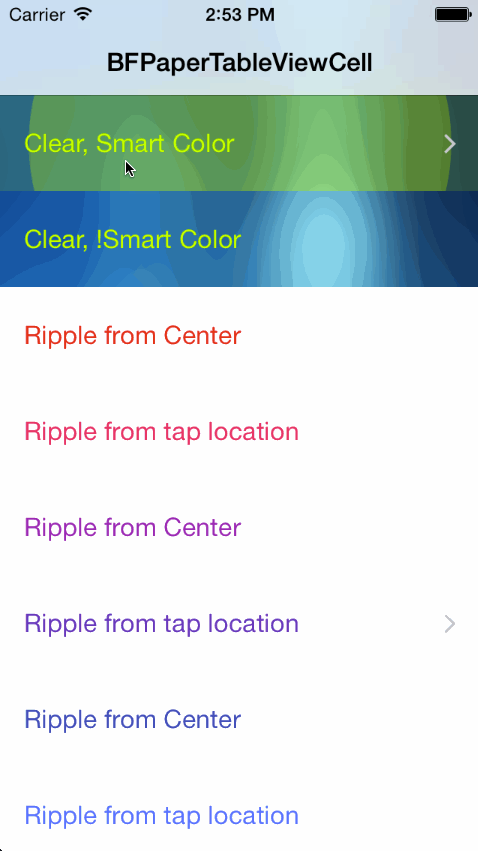 Carrier 2:53 PM
BFPaperTableViewCell
Clear, Smart Color
Clear, !Smart Color
Ripple from Center
Ripple from tap location
Ripple from Center
Ripple from tap location
Ripple from Center
Ripple from tap location